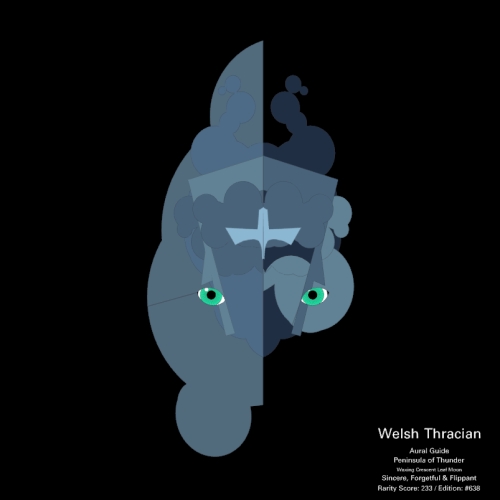 Welsh Thracian
Aural Guide
Peninsula of Thunder
Waxing Crescent Leaf Moon
Sincere, Forgetful & Flippant
Rarity Score: 233 / Edition: #638